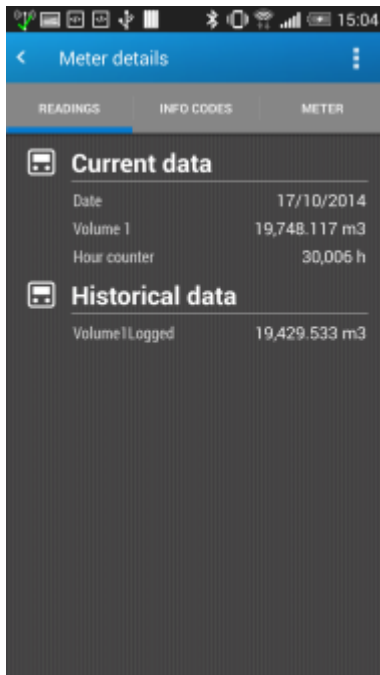 15:04
Meter details
READINGS INFO CODES METER
Current data
Date 17/10/2014
Volume 1 19,748.117 m3
Hour counter 30,006 h
Historical data
Volume1Logged 19,429.533 m3